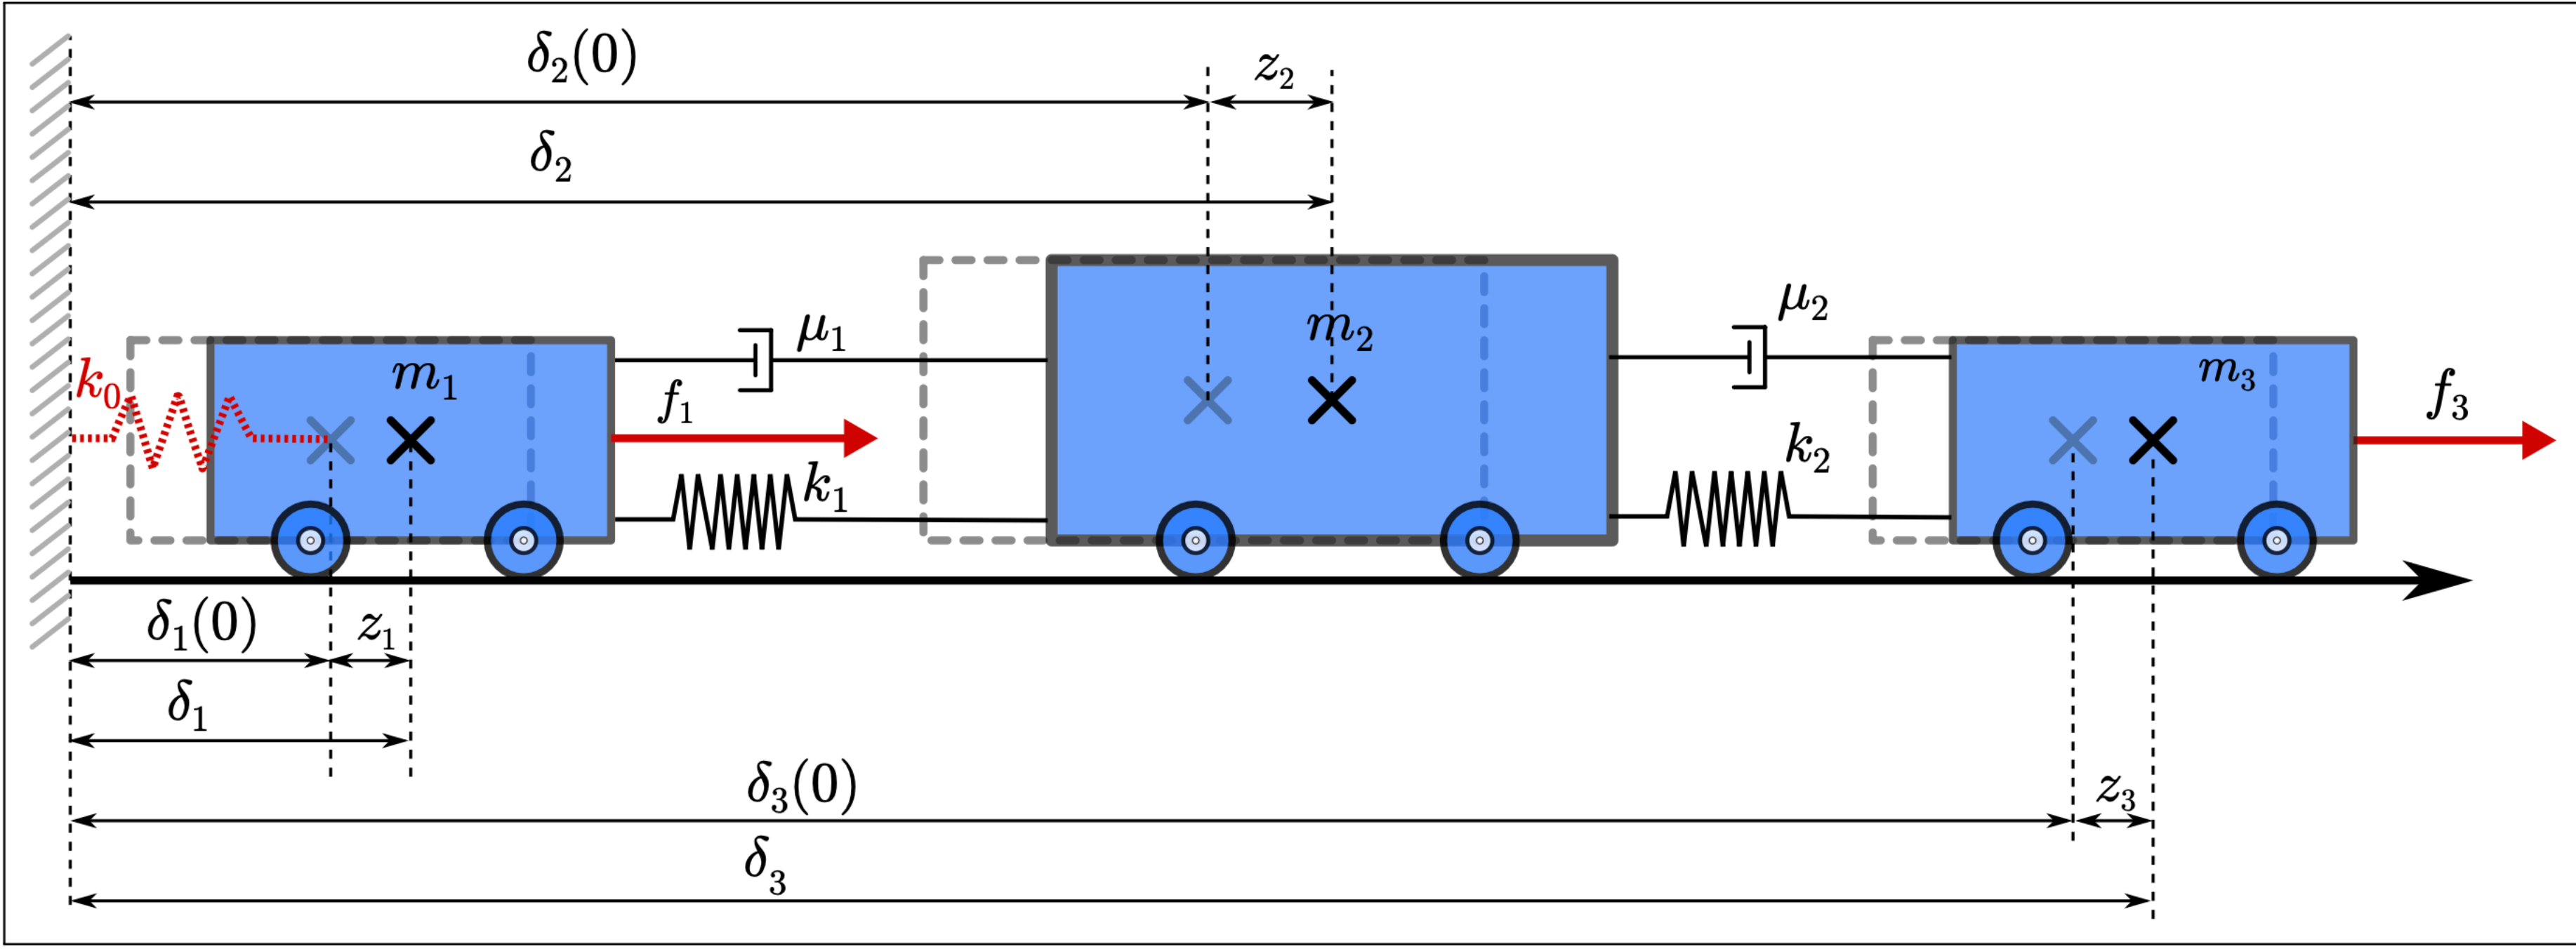 δ₂(0)
z₂
δ₂
μ₂
μ₁
m₂
k₀
m₁
f₁
m₃
f₃
k₂
k₁
δ₁(0)
z₁
δ₁
δ₃(0)
z₃
δ₃